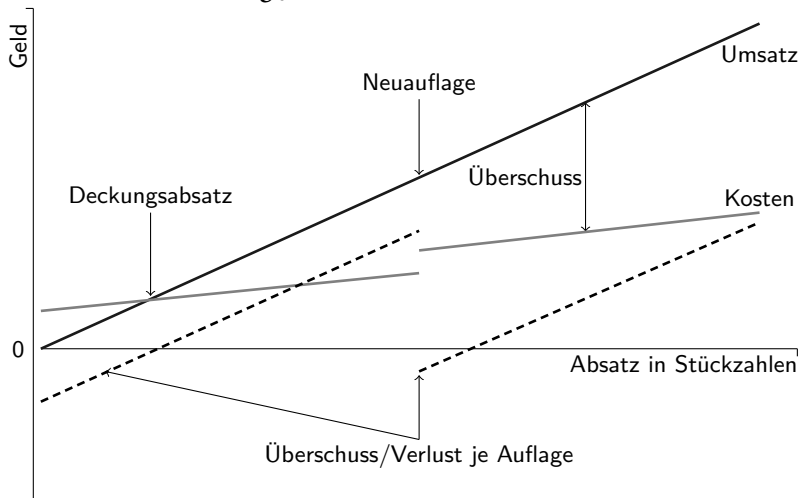 Geld
Umsatz
Neuauflage
Überschuss
Deckungsabsatz
Kosten
0
Absatz in Stückzahlen
Überschuss/Verlust je Auflage